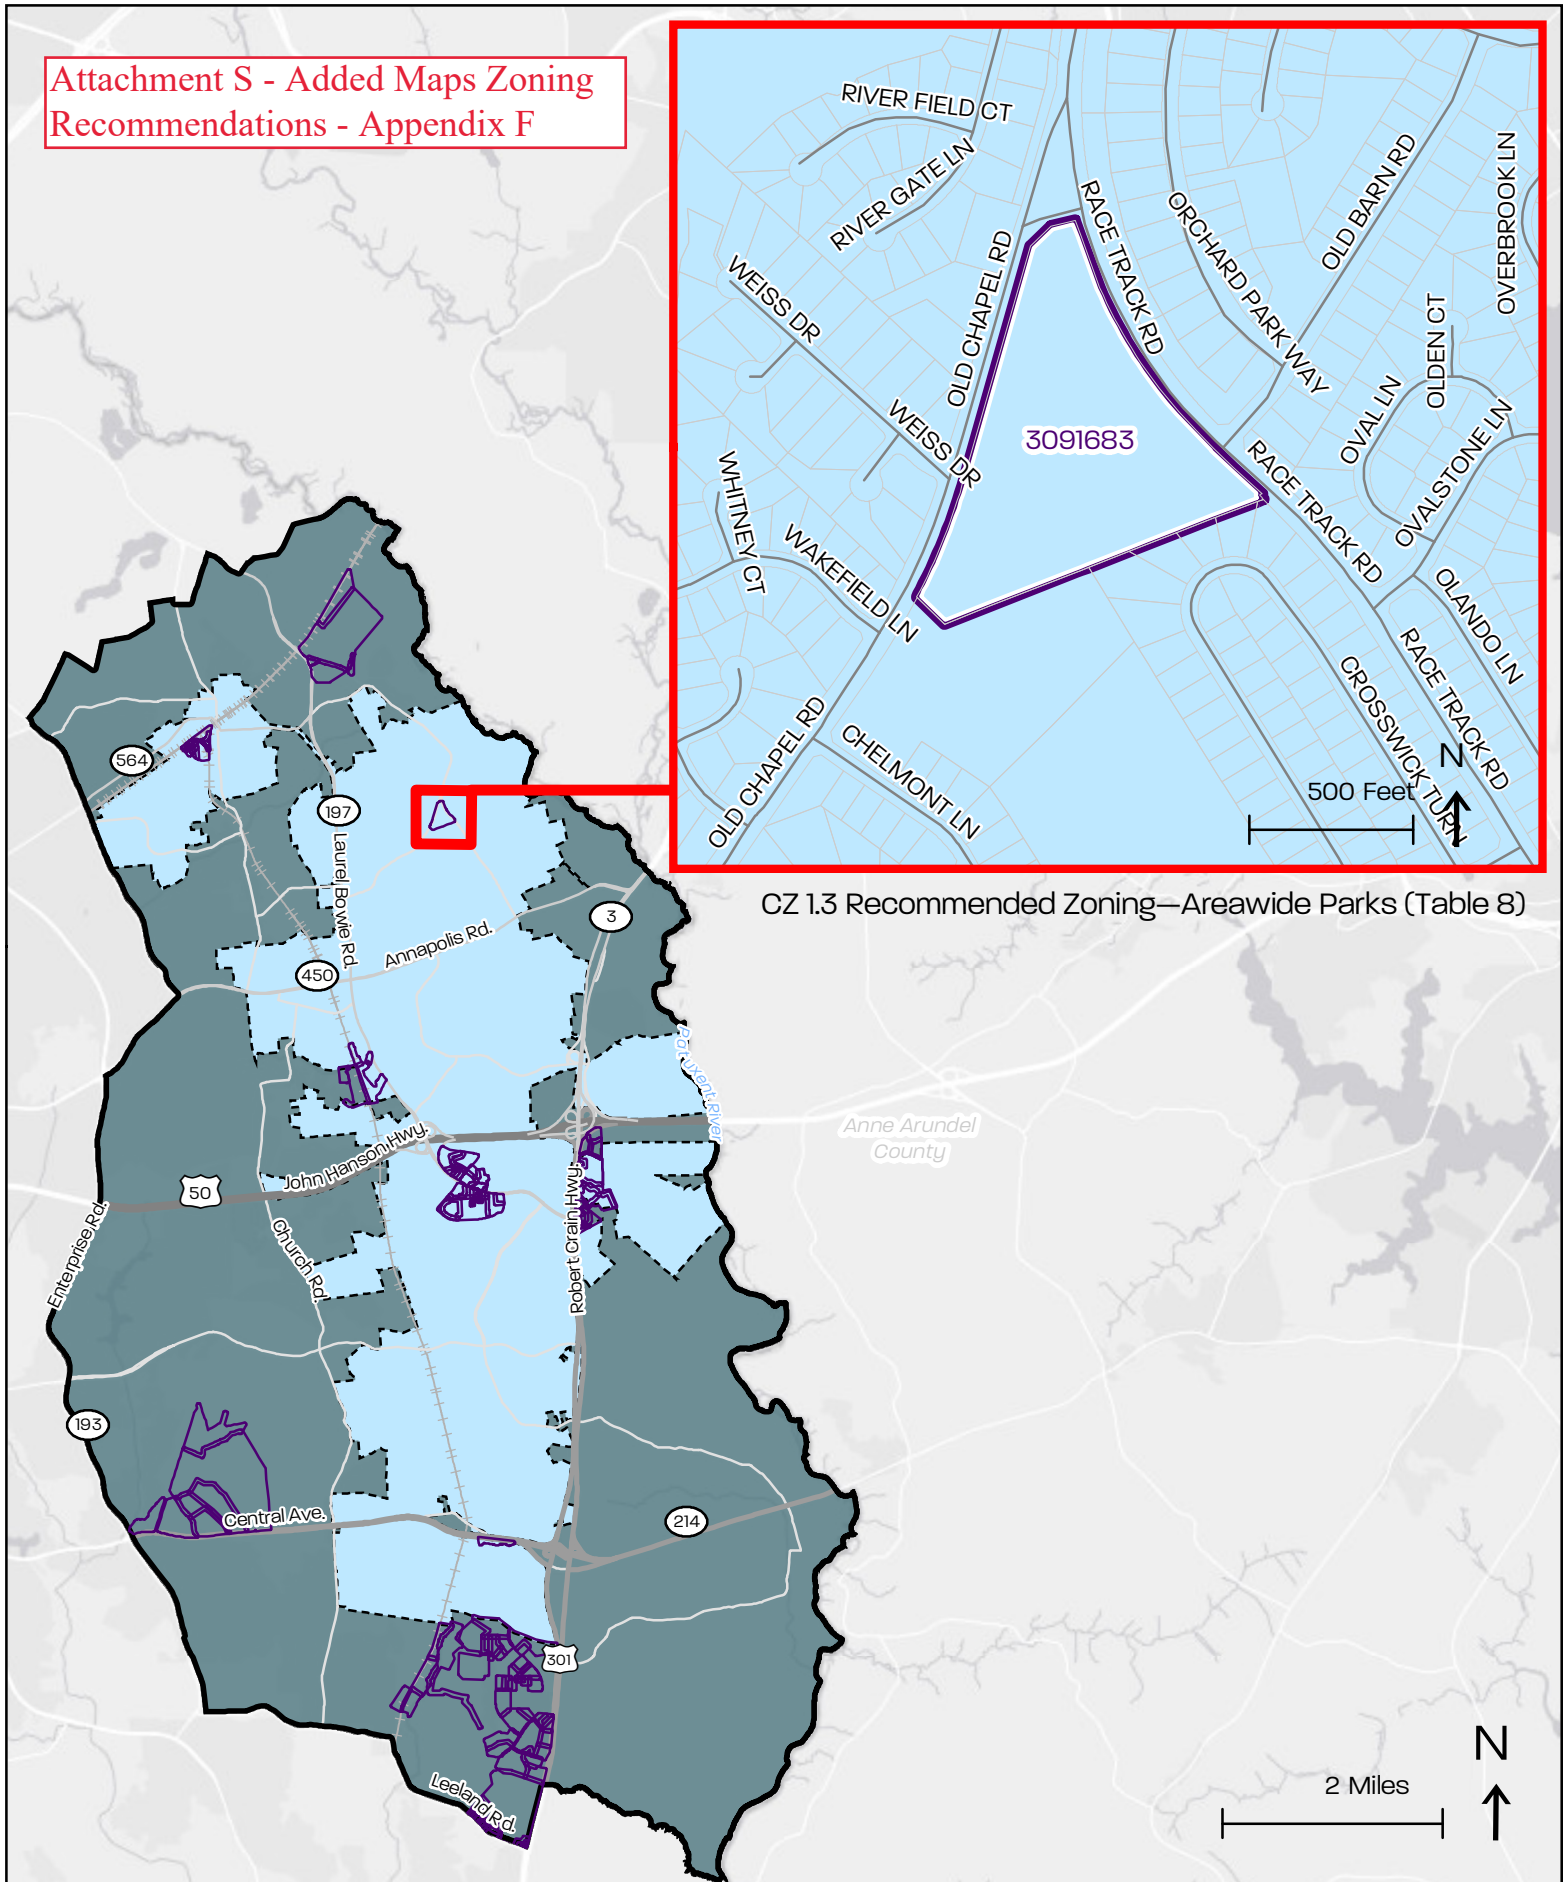 Attachment S - Added Maps Zoning
Recommendations - Appendix F
RIVER FIELD CT
RIVER GATE LN
WEISS DR
OLD CHAPEL RD
RACE TRACK RD
ORCHARD PARK WAY
OLD BARN RD
OVERBROOK LN
OLDEN CT
OVAL LN
OVALSTONE LN
3091683
WEISS DR
WHITNEY CT
WAKEFIELD LN
RACE TRACK RD
OLANDO LN
RACE TRACK RD
CROSSWICK TURN
OLD CHAPEL RD
CHELMONT LN
N
500 Feet
CZ 1.3 Recommended Zoning—Areawide Parks (Table 8)
564
197
Laurel Bowie Rd.
3
Annapolis Rd.
450
Patuxent River
Anne Arundel
County
John Hanson Hwy.
50
Enterprise Rd.
Church Rd.
Robert Crain Hwy.
193
Central Ave.
214
301
Leeland Rd.
N
2 Miles